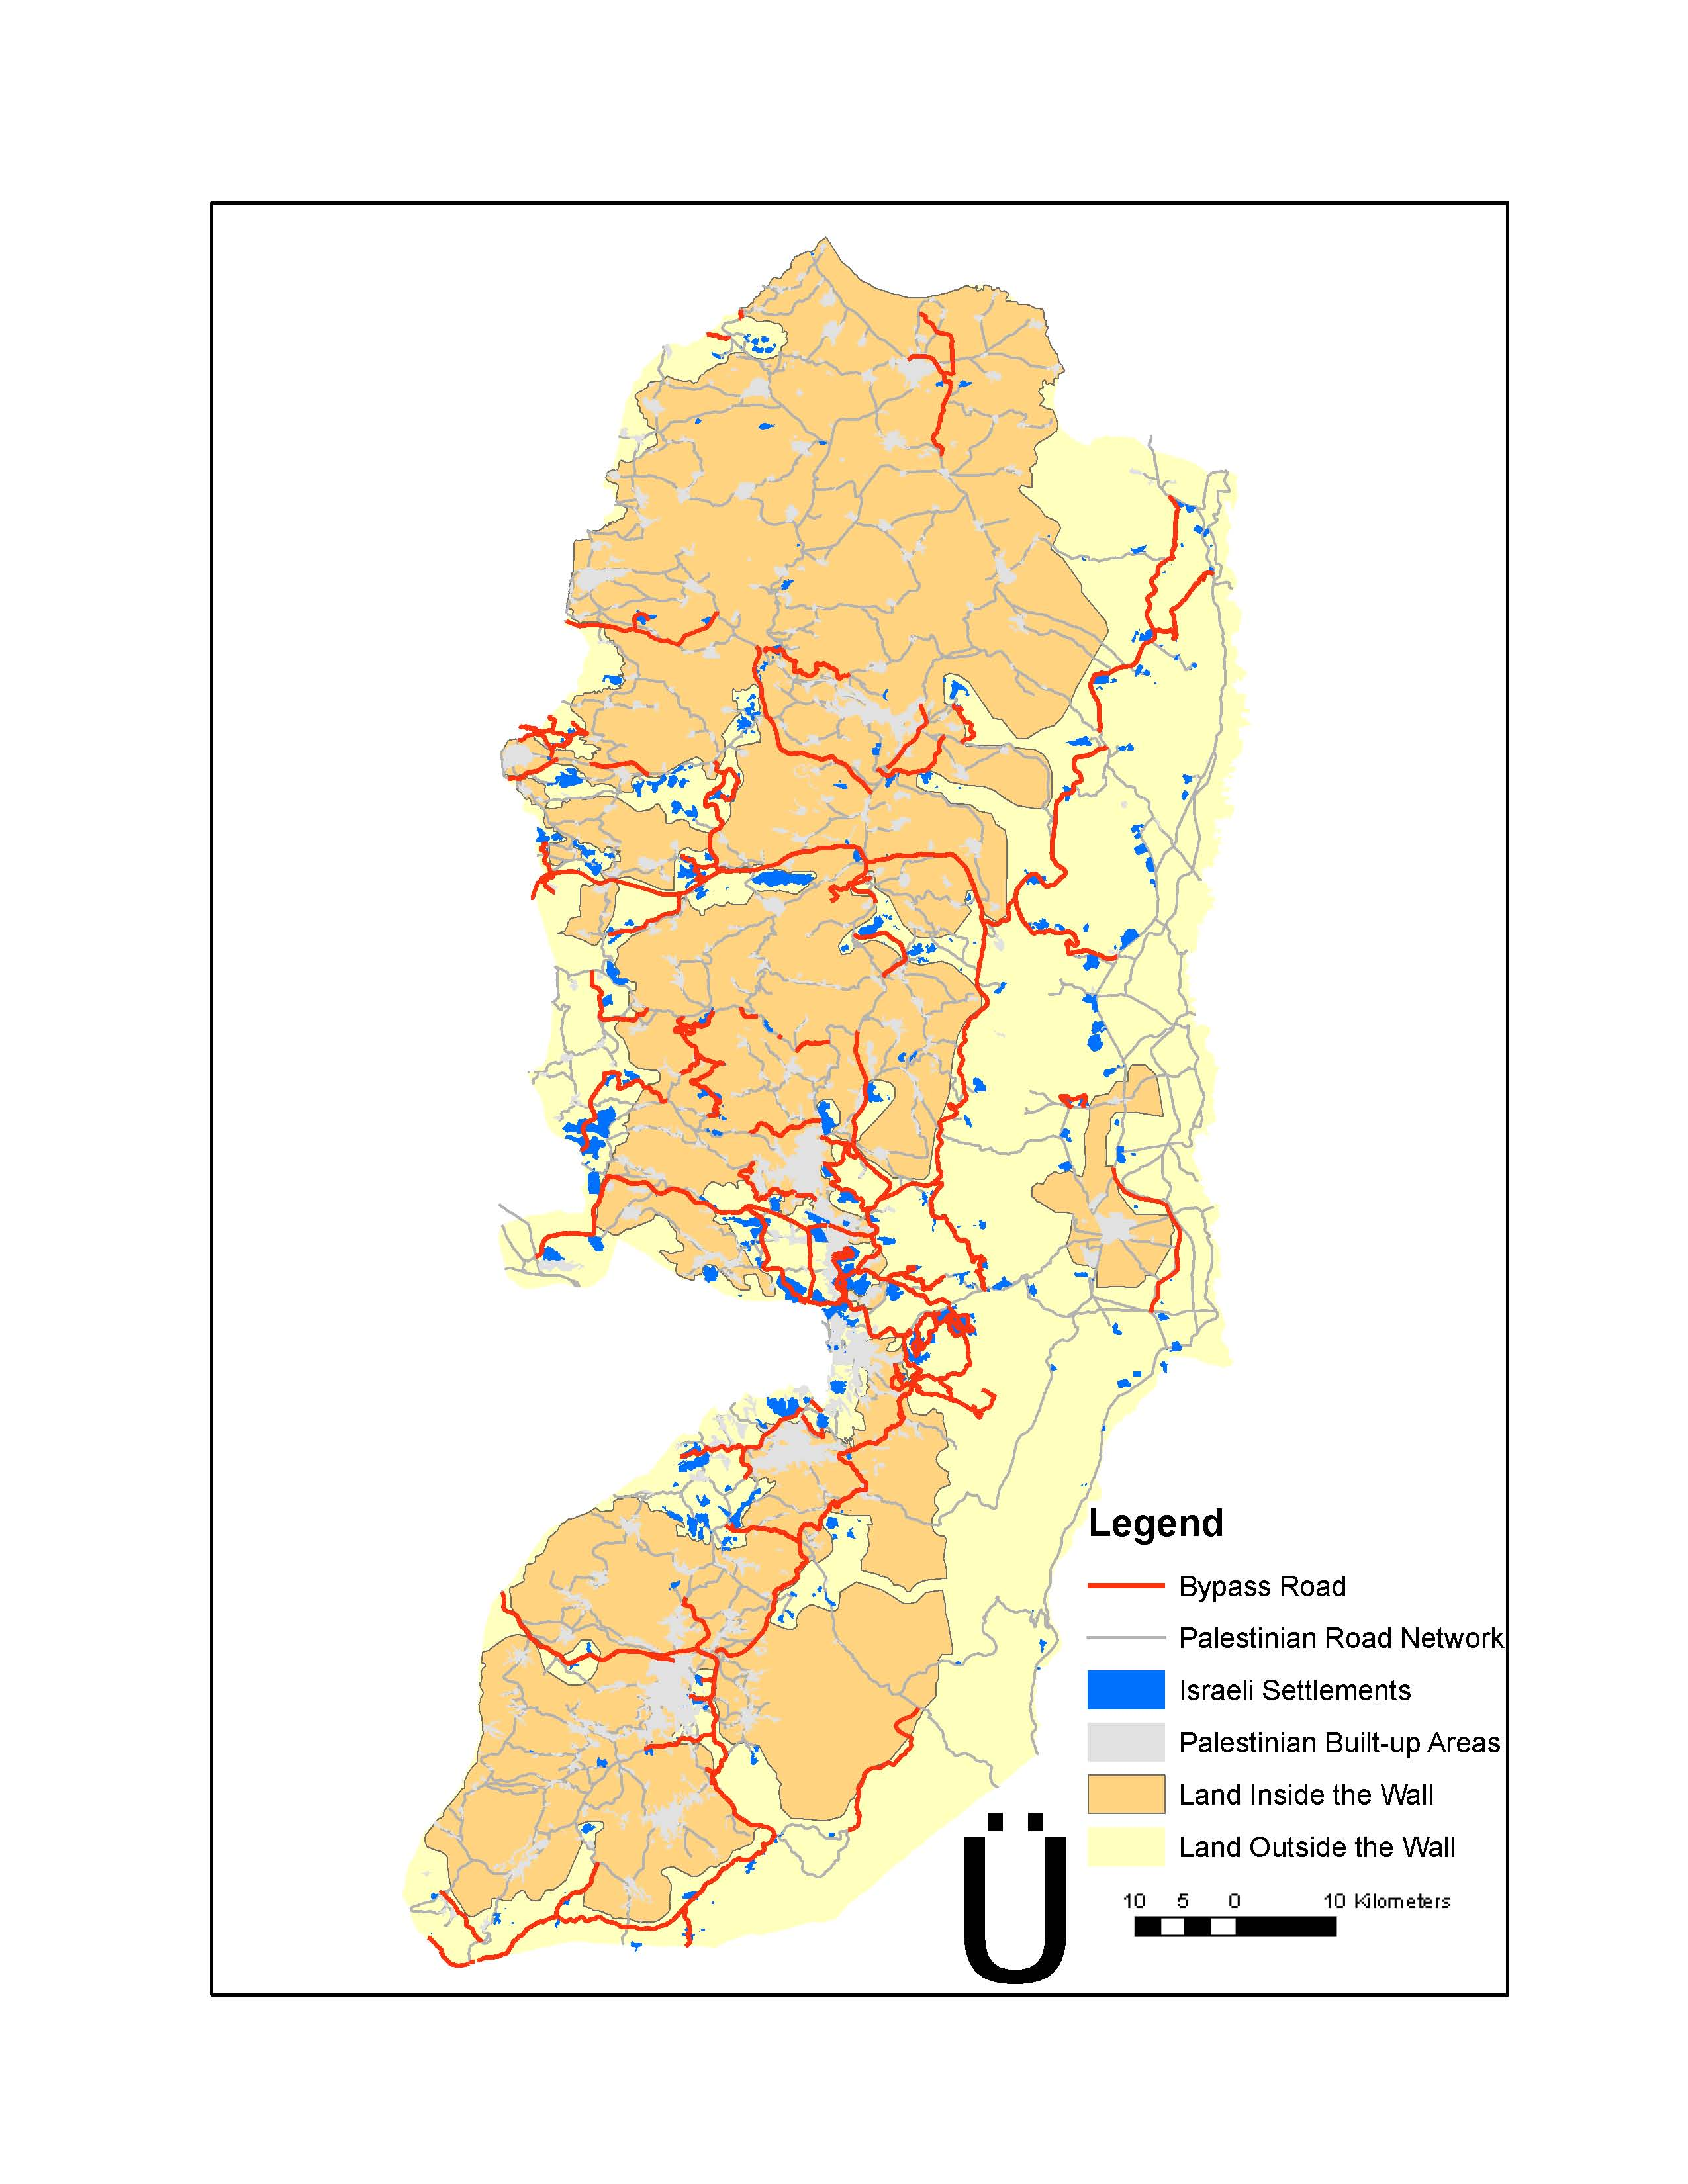 Legend
Bypass Road
Palestinian Road Network
Israeli Settlements
Palestinian Built-up Areas
Land Inside the Wall
Land Outside the Wall
10 5 0 10 Kilometers
Ü